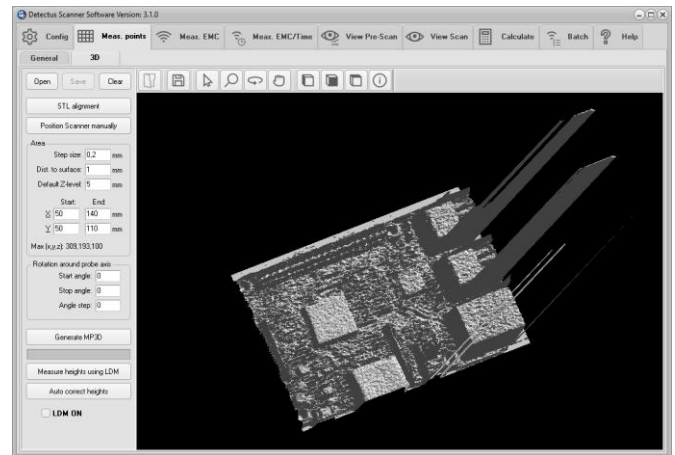 Detectus Scanner Software Version: 3.1.0
Config Meas. points Meas. EMC Meas. EMC/Time View Pre-Scan View Scan Calculate Batch Help
General 3D
Open Save Clear
STL alignment
Position Scanner manually
Area
Step size: 0,2 mm
Dist. to surface: 1 mm
Default Z-level: 5 mm
Start: End:
X 50 140 mm
Y 50 110 mm
Max (x,y,z): 309,193,100
Rotation around probe axis
Start angle: 0
Stop angle: 0
Angle step: 0
Generate MP3D
Measure heights using LDM
Auto correct heights
LDM ON